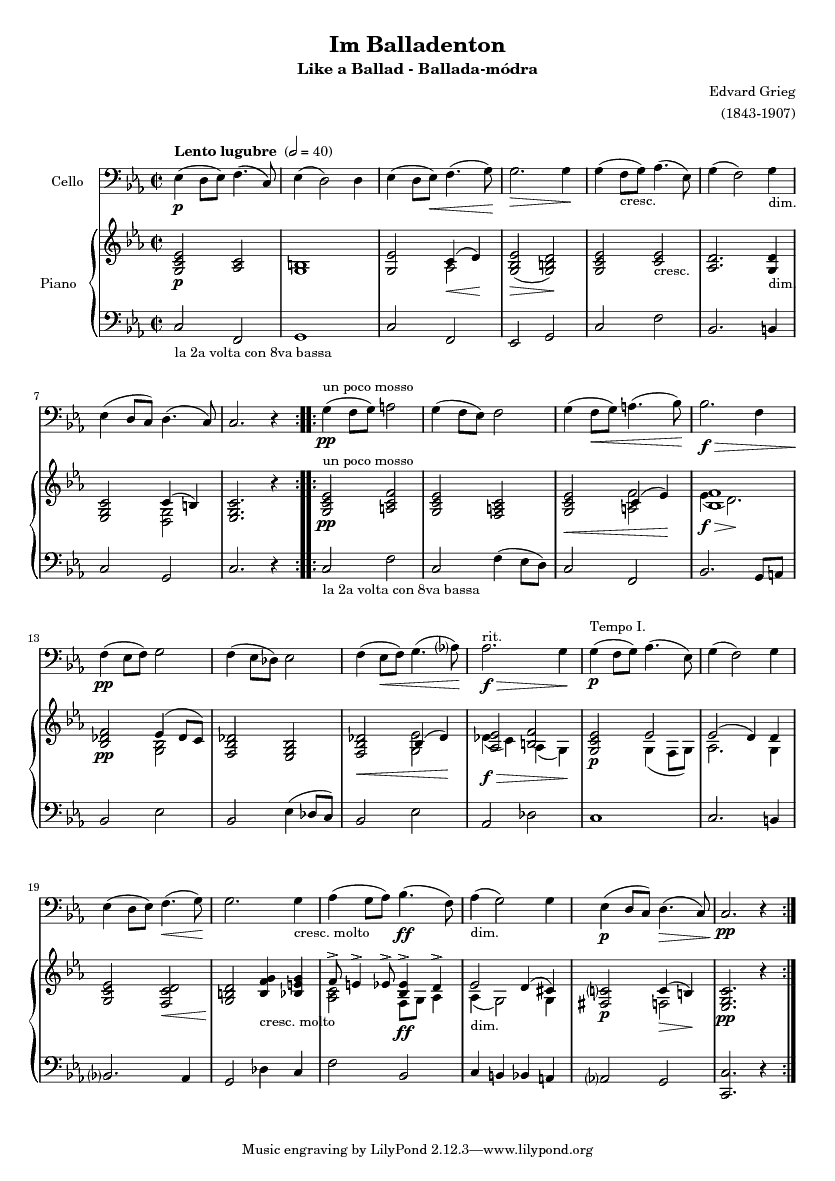 Im Balladenton
Like a Ballad - Ballada-módra
Edvard Grieg
(1843-1907)
Lento lugubre (𝅗𝅥 = 40)
Cello
p
cresc.
dim.
Piano
p
cresc.
dim.
la 2a volta con 8va bassa
7
un poco mosso
pp
f
un poco mosso
pp
f
la 2a volta con 8va bassa
13
rit.
Tempo I.
pp
f
p
pp
f
p
19
cresc. molto
ff
dim.
p
pp
cresc. molto
ff
dim.
p
pp
Music engraving by LilyPond 2.12.3—www.lilypond.org